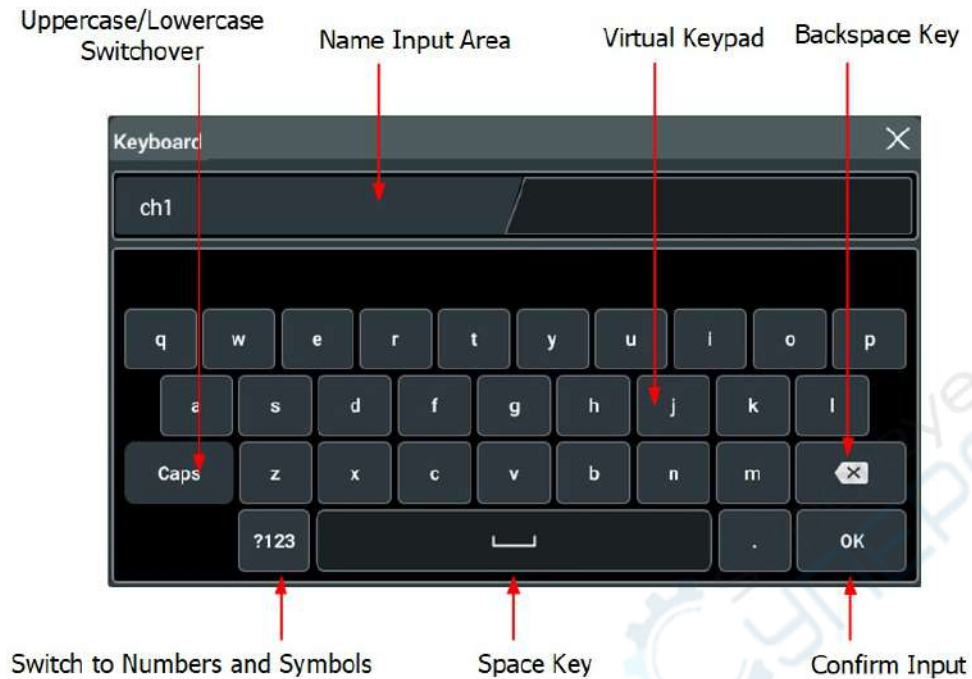 Uppercase/Lowercase
Switchover
Name Input Area
Virtual Keypad
Backspace Key
Keyboard
ch1
q w e r t y u i o p
a s d f g h j k l
Caps z x c v b n m
?123 . OK
Switch to Numbers and Symbols
Space Key
Confirm Input